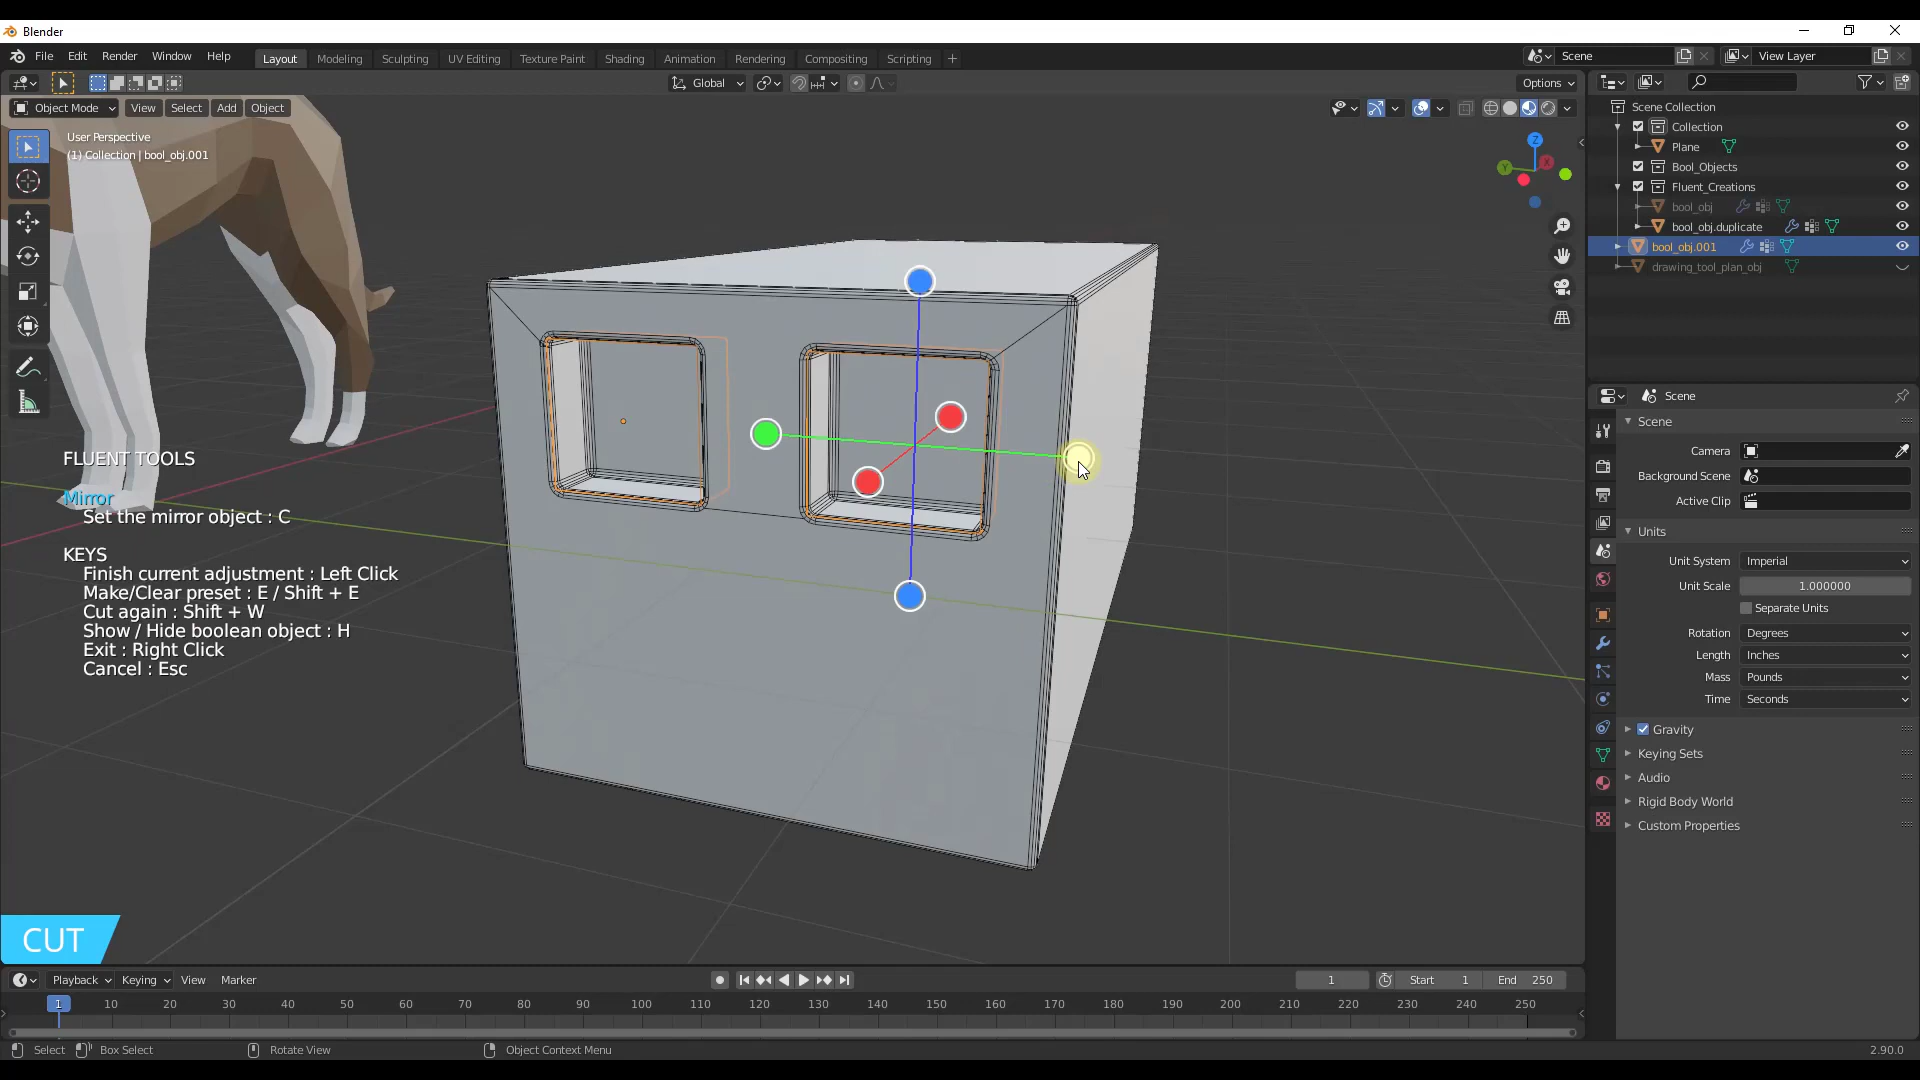 Blender
File Edit Render Window Help
Layout Modeling Sculpting UV Editing Texture Paint Shading Animation Rendering Compositing Scripting +
Scene
View Layer
Global
Options
Object Mode View Select Add Object
User Perspective
(1) Collection | bool_obj.001
Z
Y
X
Scene Collection
Collection
Plane
Bool_Objects
Fluent_Creations
bool_obj
bool_obj.duplicate
bool_obj.001
drawing_tool_plan_obj
FLUENT TOOLS
Mirror
Set the mirror object : C
KEYS
Finish current adjustment : Left Click
Make/Clear preset : E / Shift + E
Cut again : Shift + W
Show / Hide boolean object : H
Exit : Right Click
Cancel : Esc
CUT
Scene
Scene
Camera
Background Scene
Active Clip
Units
Unit System Imperial
Unit Scale 1.000000
Separate Units
Rotation Degrees
Length Inches
Mass Pounds
Time Seconds
Gravity
Keying Sets
Audio
Rigid Body World
Custom Properties
Playback Keying View Marker
1 Start 1 End 250
1 10 20 30 40 50 60 70 80 90 100 110 120 130 140 150 160 170 180 190 200 210 220 230 240 250
Select Box Select Rotate View Object Context Menu 2.90.0